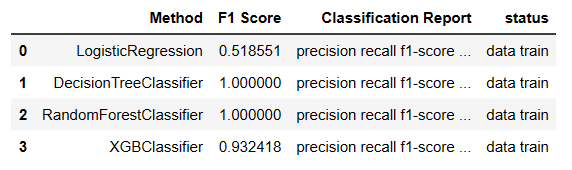 Method F1 Score Classification Report status
0 LogisticRegression 0.518551 precision recall f1-score ... data train
1 DecisionTreeClassifier 1.000000 precision recall f1-score ... data train
2 RandomForestClassifier 1.000000 precision recall f1-score ... data train
3 XGBClassifier 0.932418 precision recall f1-score ... data train